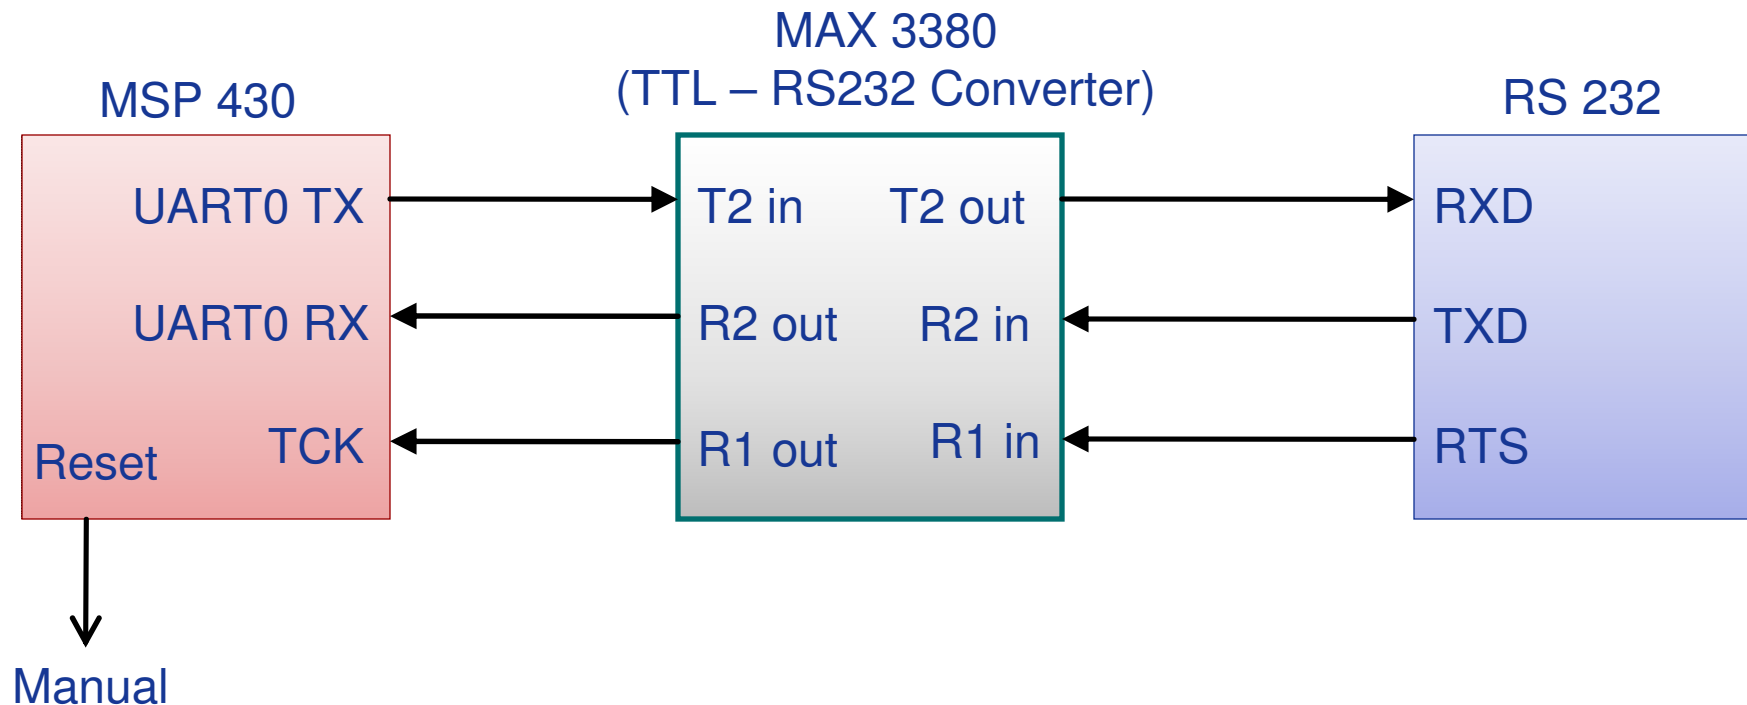 MAX 3380
(TTL – RS232 Converter)
MSP 430
RS 232
UART0 TX
T2 in
T2 out
RXD
UART0 RX
R2 out
R2 in
TXD
Reset
TCK
R1 out
R1 in
RTS
Manual